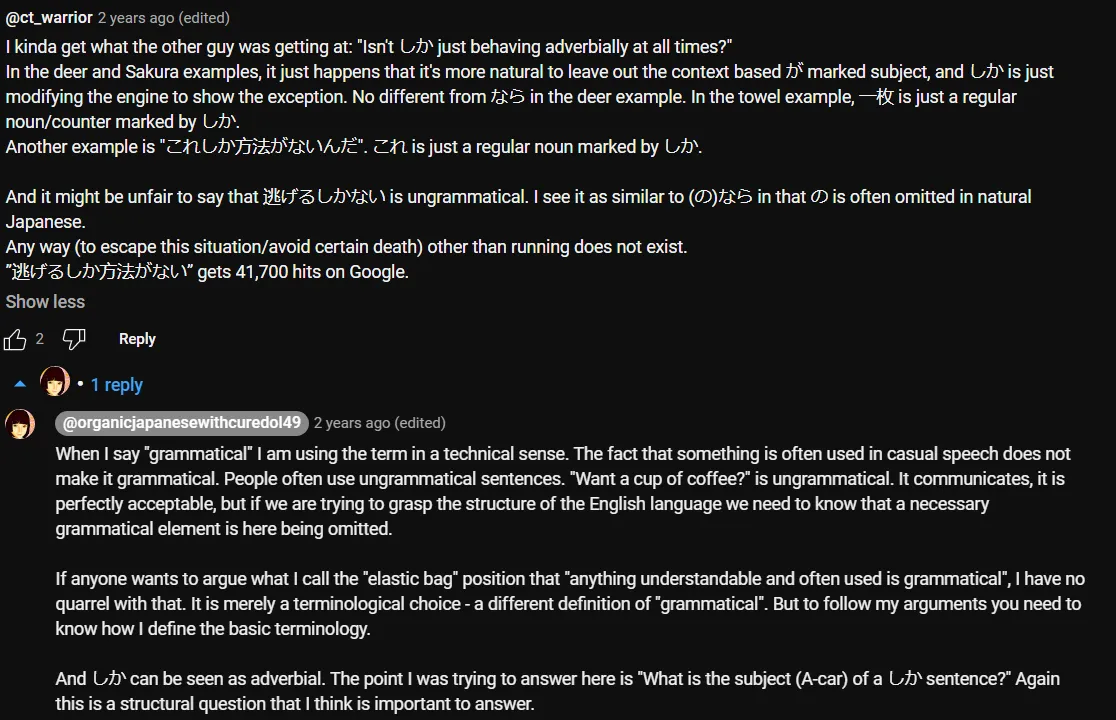 @ct_warrior 2 years ago (edited)
I kinda get what the other guy was getting at: "Isn't しか just behaving adverbially at all times?"
In the deer and Sakura examples, it just happens that it's more natural to leave out the context based が marked subject, and しか is just
modifying the engine to show the exception. No different from なら in the deer example. In the towel example, 一枚 is just a regular
noun/counter marked by しか.
Another example is "これしか方法がないんだ". これ is just a regular noun marked by しか.
And it might be unfair to say that 逃げるしかない is ungrammatical. I see it as similar to (の)なら in that の is often omitted in natural
Japanese.
Any way (to escape this situation/avoid certain death) other than running does not exist.
”逃げるしか方法がない” gets 41,700 hits on Google.
Show less
2 Reply
• 1 reply
@organicjapanesewithcuredol49 2 years ago (edited)
When I say "grammatical" I am using the term in a technical sense. The fact that something is often used in casual speech does not
make it grammatical. People often use ungrammatical sentences. "Want a cup of coffee?" is ungrammatical. It communicates, it is
perfectly acceptable, but if we are trying to grasp the structure of the English language we need to know that a necessary
grammatical element is here being omitted.
If anyone wants to argue what I call the "elastic bag" position that "anything understandable and often used is grammatical", I have no
quarrel with that. It is merely a terminological choice - a different definition of "grammatical". But to follow my arguments you need to
know how I define the basic terminology.
And しか can be seen as adverbial. The point I was trying to answer here is "What is the subject (A-car) of a しか sentence?" Again
this is a structural question that I think is important to answer.